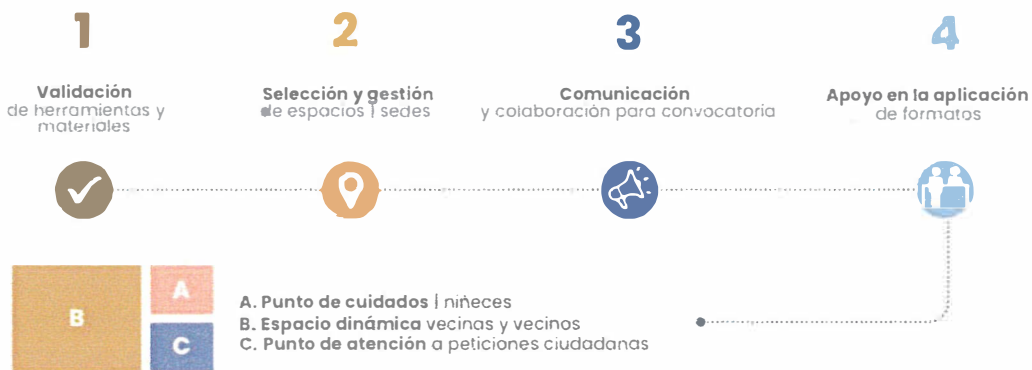 1
2
3
4
Validación
de herramientas y
materiales
Selección y gestión
de espacios | sedes
Comunicación
y colaboración para convocatoria
Apoyo en la aplicación
de formatos
B
A
C
A. Punto de cuidados | niñeces
B. Espacio dinámica vecinas y vecinos
C. Punto de atención a peticiones ciudadanas